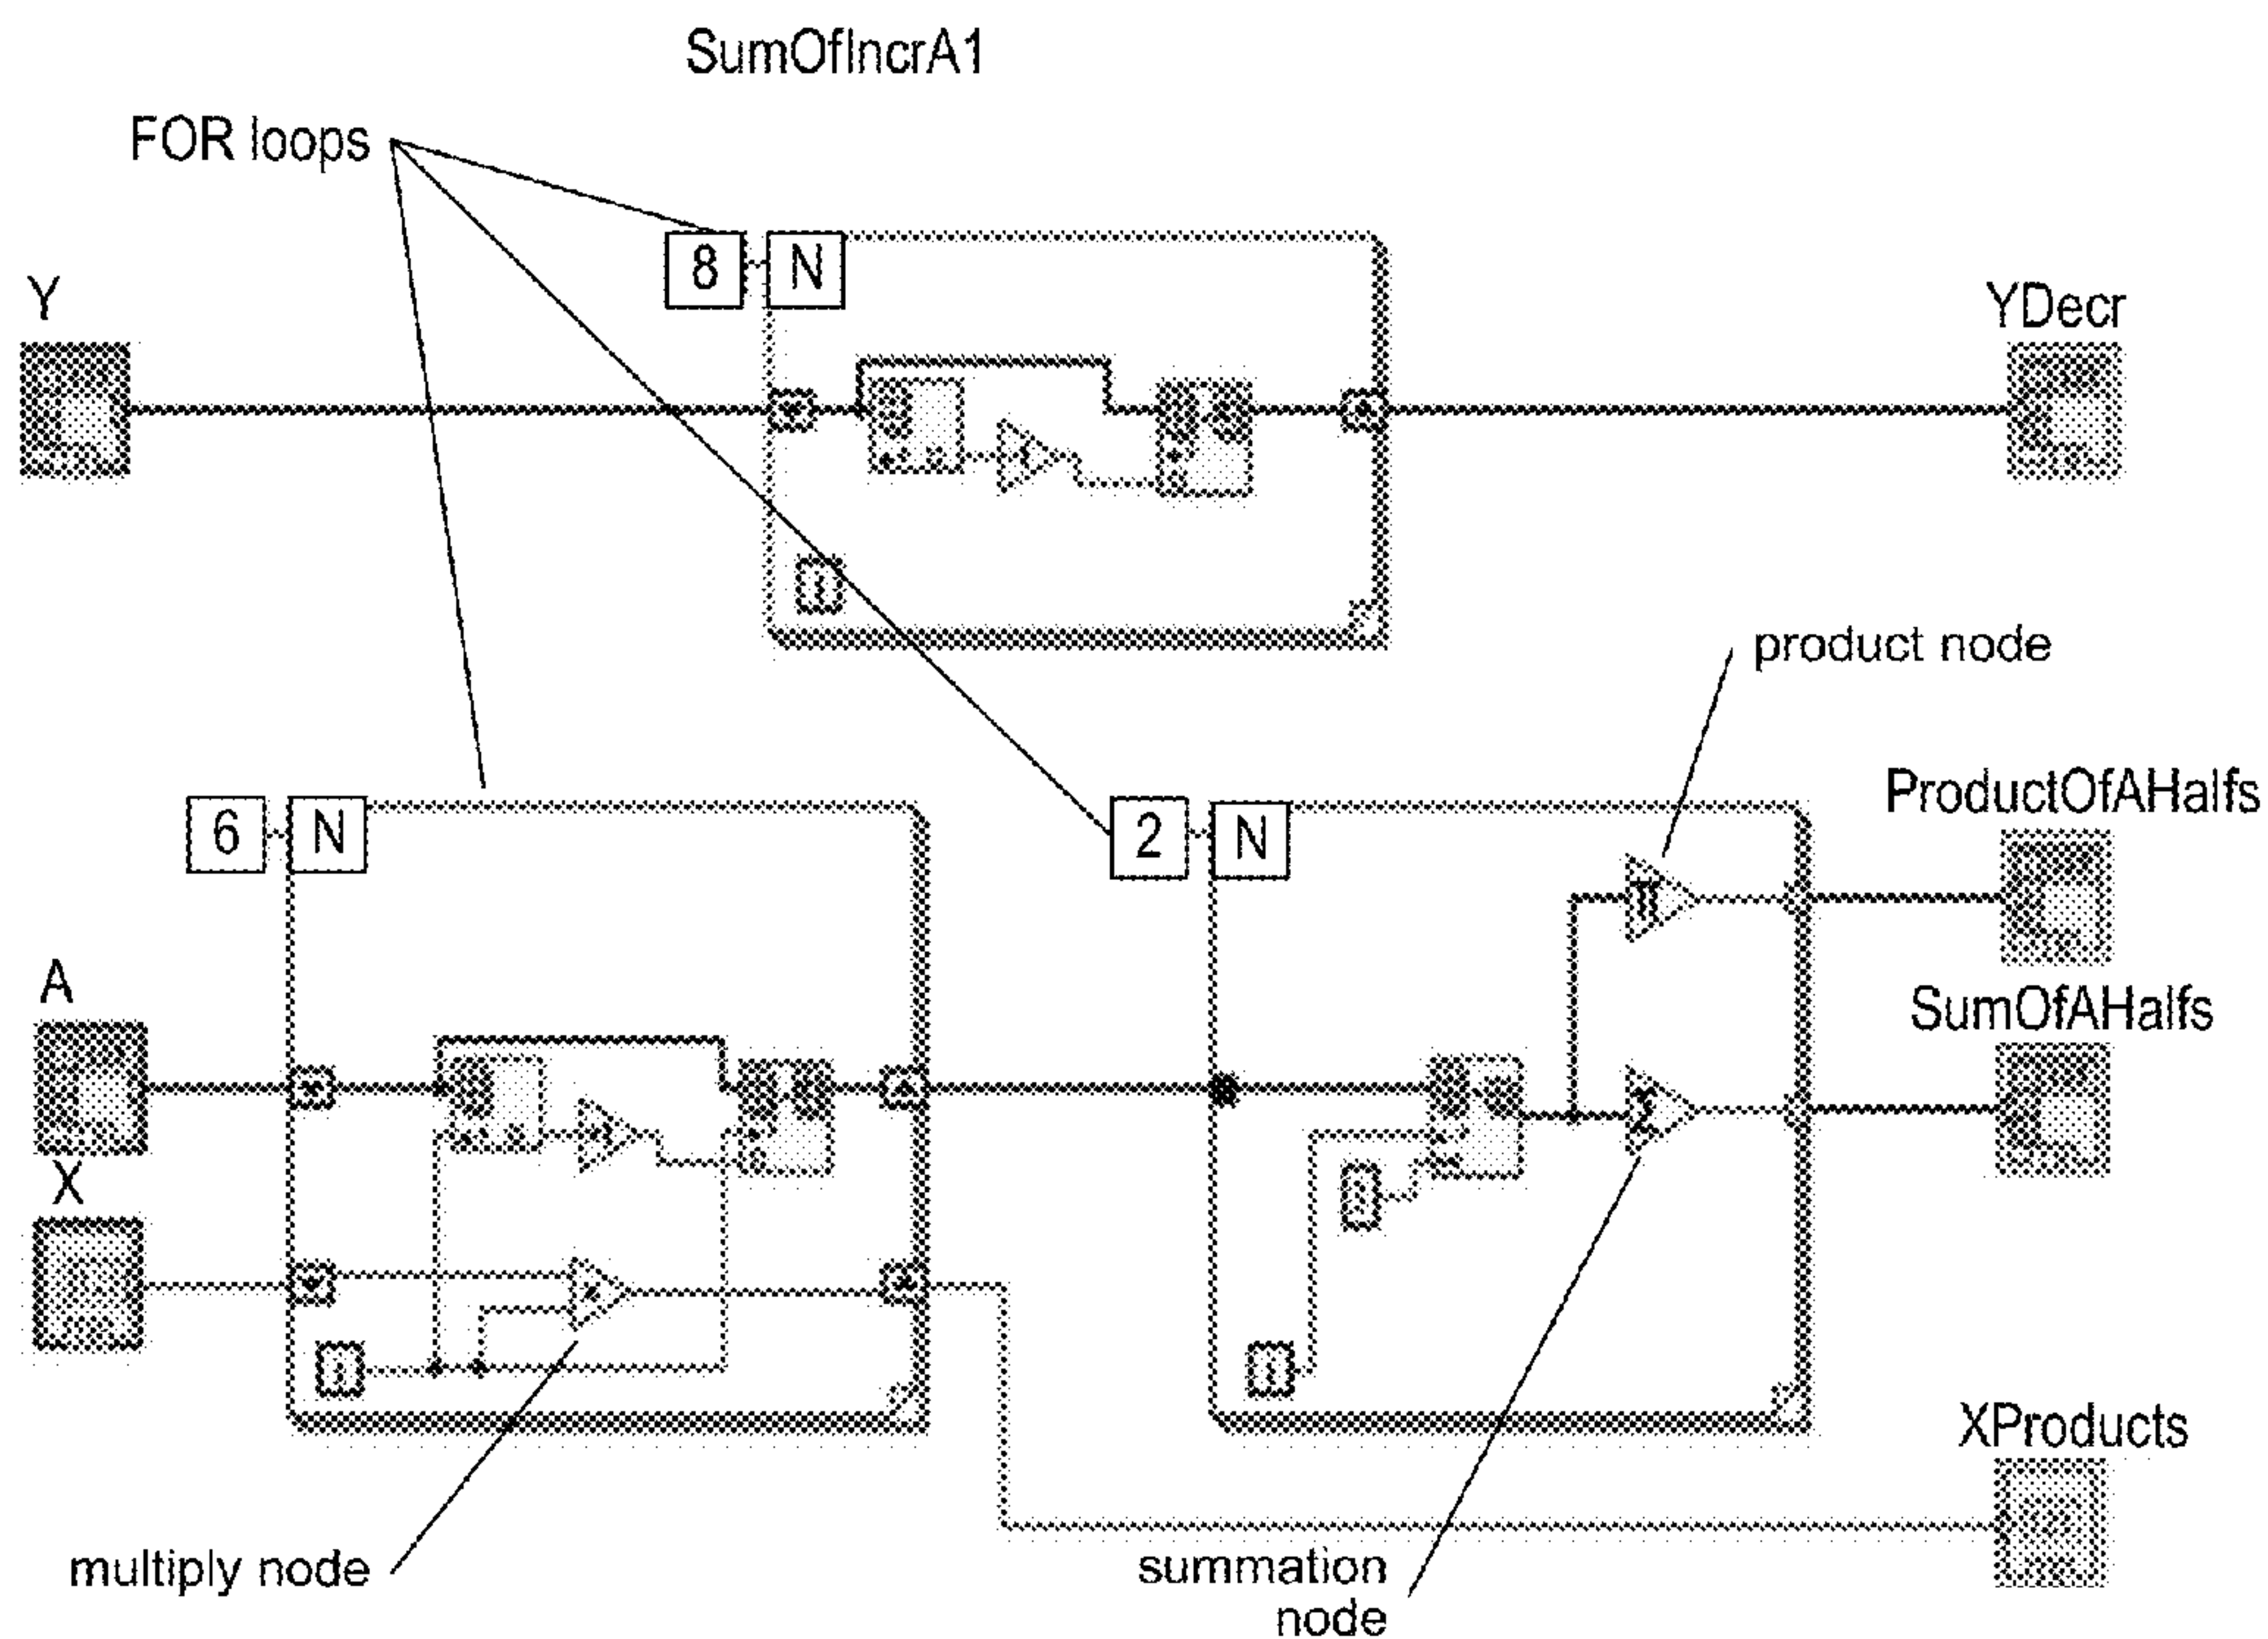 SumOfIncrA1
FOR loops
8 N
Y
YDecr
product node
6 N
2 N
ProductOfAHalfs
A
SumOfAHalfs
X
XProducts
multiply node
summation
node